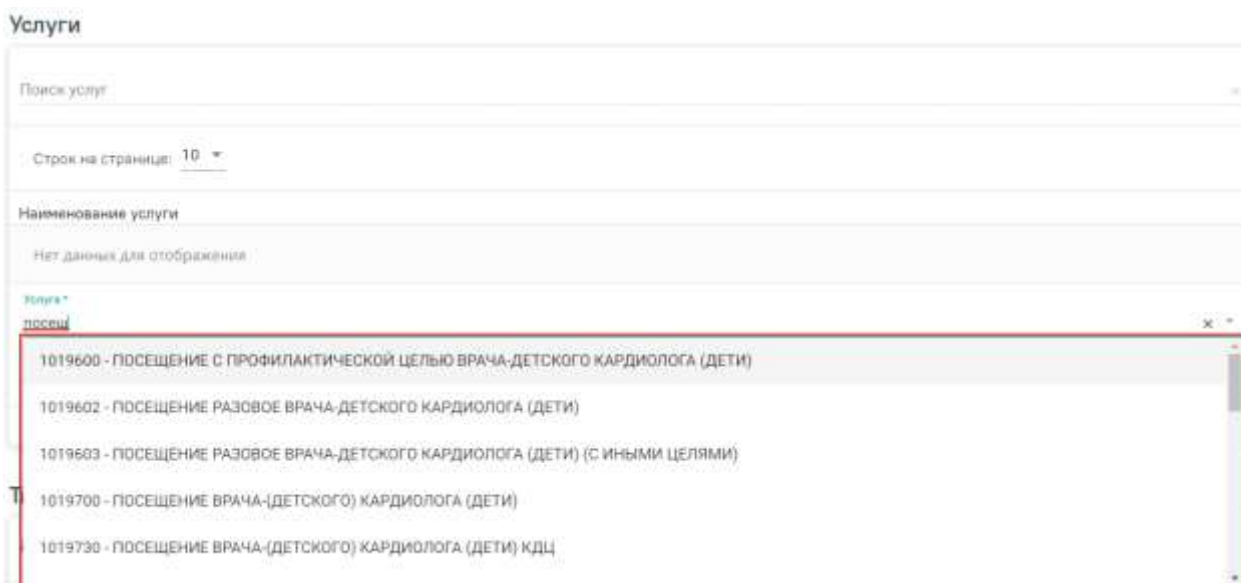 Услуги
Поиск услуг
Строк на странице: 10
Наименование услуги
Нет данных для отображения
Услуга *
посещ
1019600 - ПОСЕЩЕНИЕ С ПРОФИЛАКТИЧЕСКОЙ ЦЕЛЬЮ ВРАЧА-ДЕТСКОГО КАРДИОЛОГА (ДЕТИ)
1019602 - ПОСЕЩЕНИЕ РАЗОВОЕ ВРАЧА-ДЕТСКОГО КАРДИОЛОГА (ДЕТИ)
1019603 - ПОСЕЩЕНИЕ РАЗОВОЕ ВРАЧА-ДЕТСКОГО КАРДИОЛОГА (ДЕТИ) (С ИНЫМИ ЦЕЛЯМИ)
1019700 - ПОСЕЩЕНИЕ ВРАЧА-(ДЕТСКОГО) КАРДИОЛОГА (ДЕТИ)
1019730 - ПОСЕЩЕНИЕ ВРАЧА-(ДЕТСКОГО) КАРДИОЛОГА (ДЕТИ) КДЦ